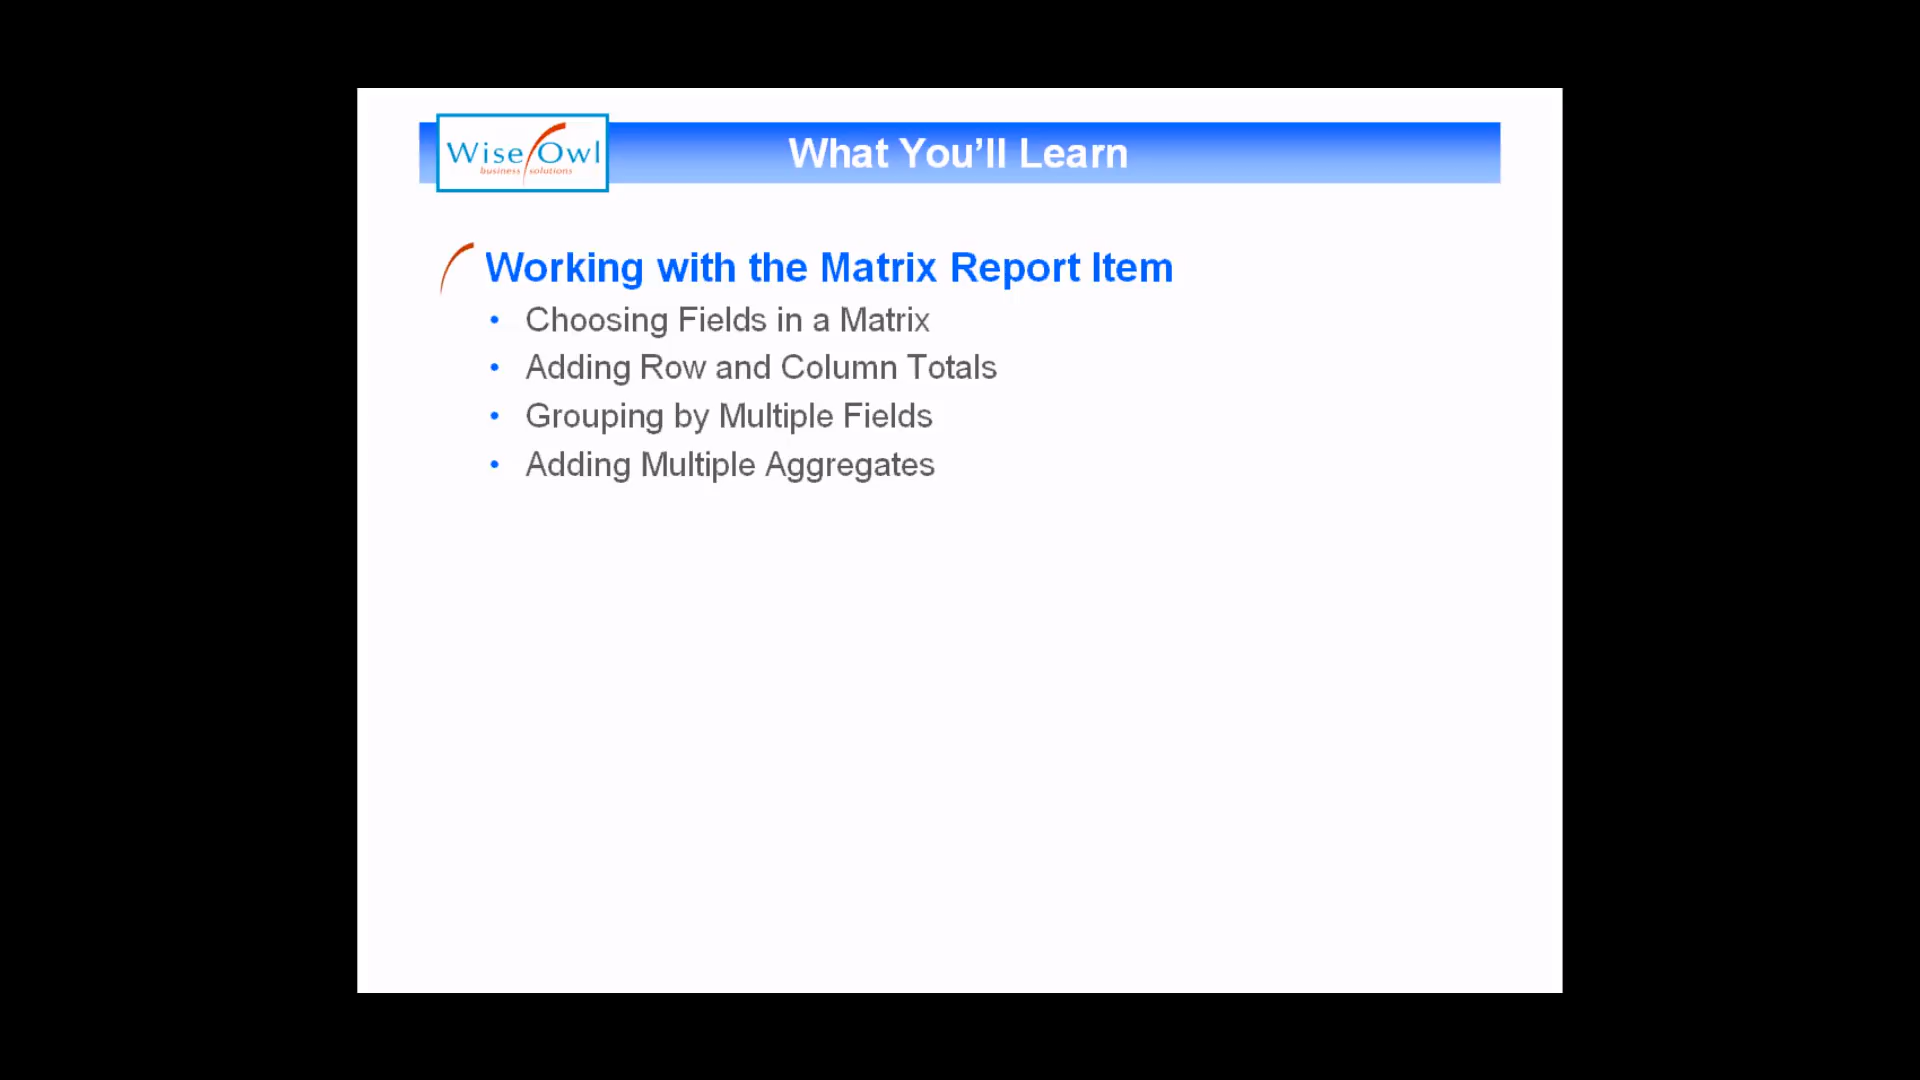 Wise Owl
business solutions
What You'll Learn
Working with the Matrix Report Item
• Choosing Fields in a Matrix
• Adding Row and Column Totals
• Grouping by Multiple Fields
• Adding Multiple Aggregates